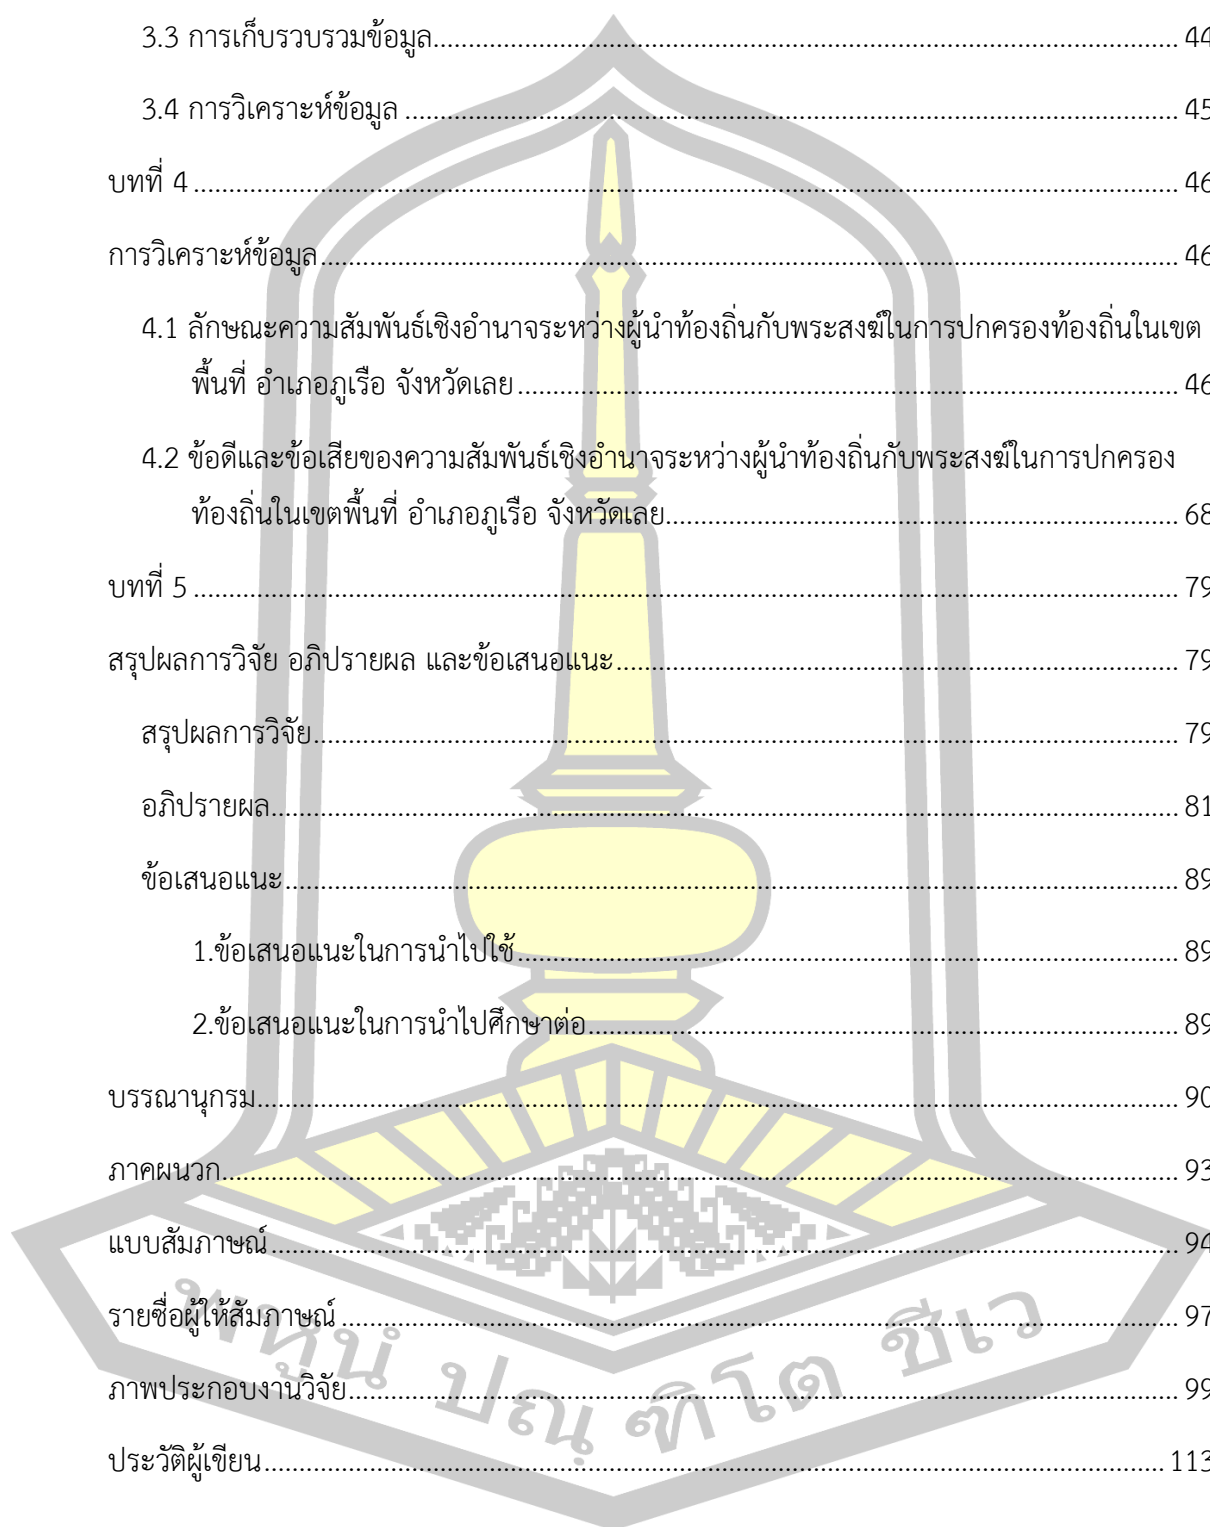 3.3 การเก็บรวบรวมข้อมูล.......... 44
3.4 การวิเคราะห์ข้อมูล .......... 45
บทที่ 4 .......... 46
การวิเคราะห์ข้อมูล .......... 46
4.1 ลักษณะความสัมพันธ์เชิงอำนาจระหว่างผู้นำท้องถิ่นกับพระสงฆ์ในการปกครองท้องถิ่นในเขต
พื้นที่ อำเภอภูเรือ จังหวัดเลย .......... 46
4.2 ข้อดีและข้อเสียของความสัมพันธ์เชิงอำนาจระหว่างผู้นำท้องถิ่นกับพระสงฆ์ในการปกครอง
ท้องถิ่นในเขตพื้นที่ อำเภอภูเรือ จังหวัดเลย.......... 68
บทที่ 5 .......... 79
สรุปผลการวิจัย อภิปรายผล และข้อเสนอแนะ .......... 79
สรุปผลการวิจัย.......... 79
อภิปรายผล.......... 81
ข้อเสนอแนะ .......... 89
1.ข้อเสนอแนะในการนำไปใช้ .......... 89
2.ข้อเสนอแนะในการนำไปศึกษาต่อ .......... 89
บรรณานุกรม.......... 90
ภาคผนวก.......... 93
แบบสัมภาษณ์ .......... 94
รายชื่อผู้ให้สัมภาษณ์ .......... 97
ภาพประกอบงานวิจัย.......... 99
ประวัติผู้เขียน .......... 113
พหูนํ ปณฺฑิโต ชีเว